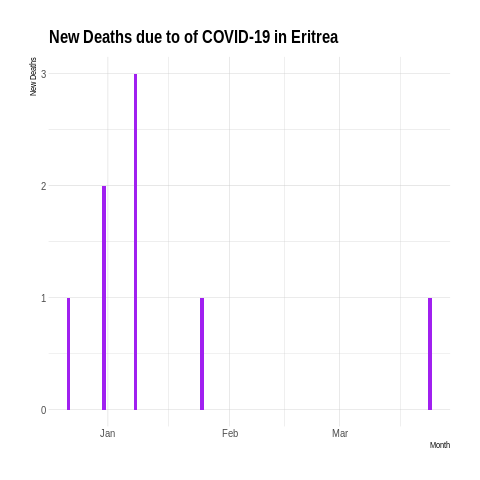 New Deaths due to of COVID-19 in Eritrea
New Deaths
3
2
1
0
Jan Feb Mar
Month